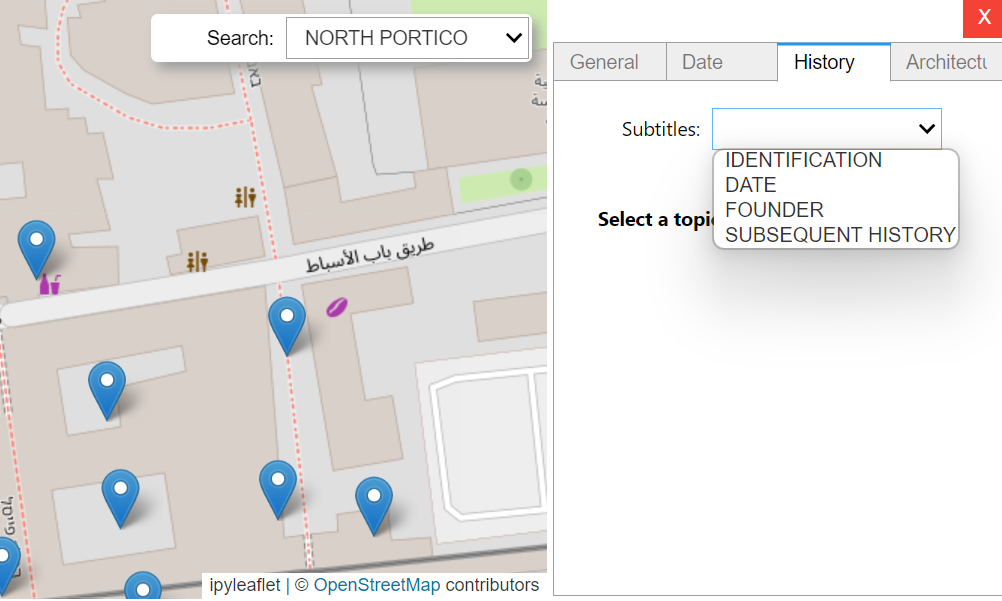 Search: NORTH PORTICO
طريق باب الأسباط
ipyleaflet | © OpenStreetMap contributors
X
General Date History Architectu
Subtitles:
IDENTIFICATION
DATE
FOUNDER
SUBSEQUENT HISTORY
Select a topic